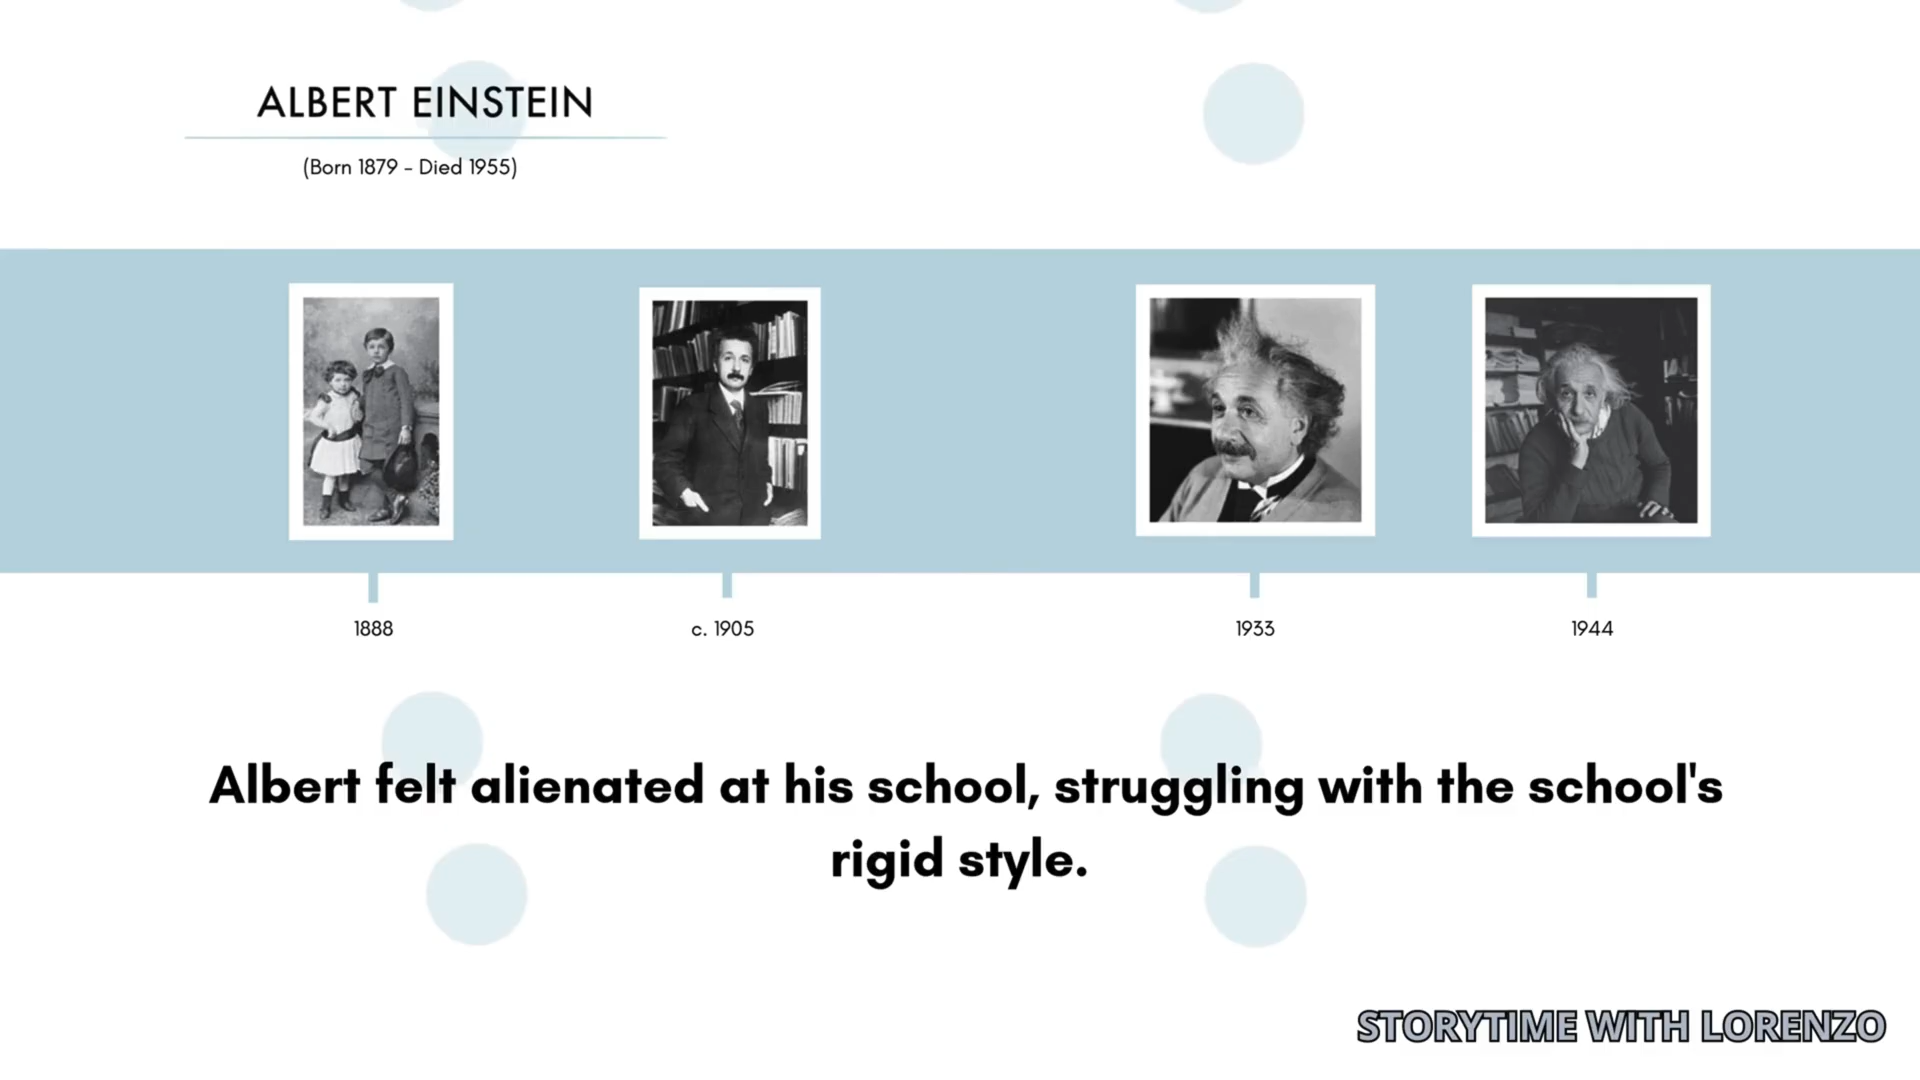 ALBERT EINSTEIN
(Born 1879 - Died 1955)
1888
c. 1905
1933
1944
Albert felt alienated at his school, struggling with the school's
rigid style.
STORYTIME WITH LORENZO